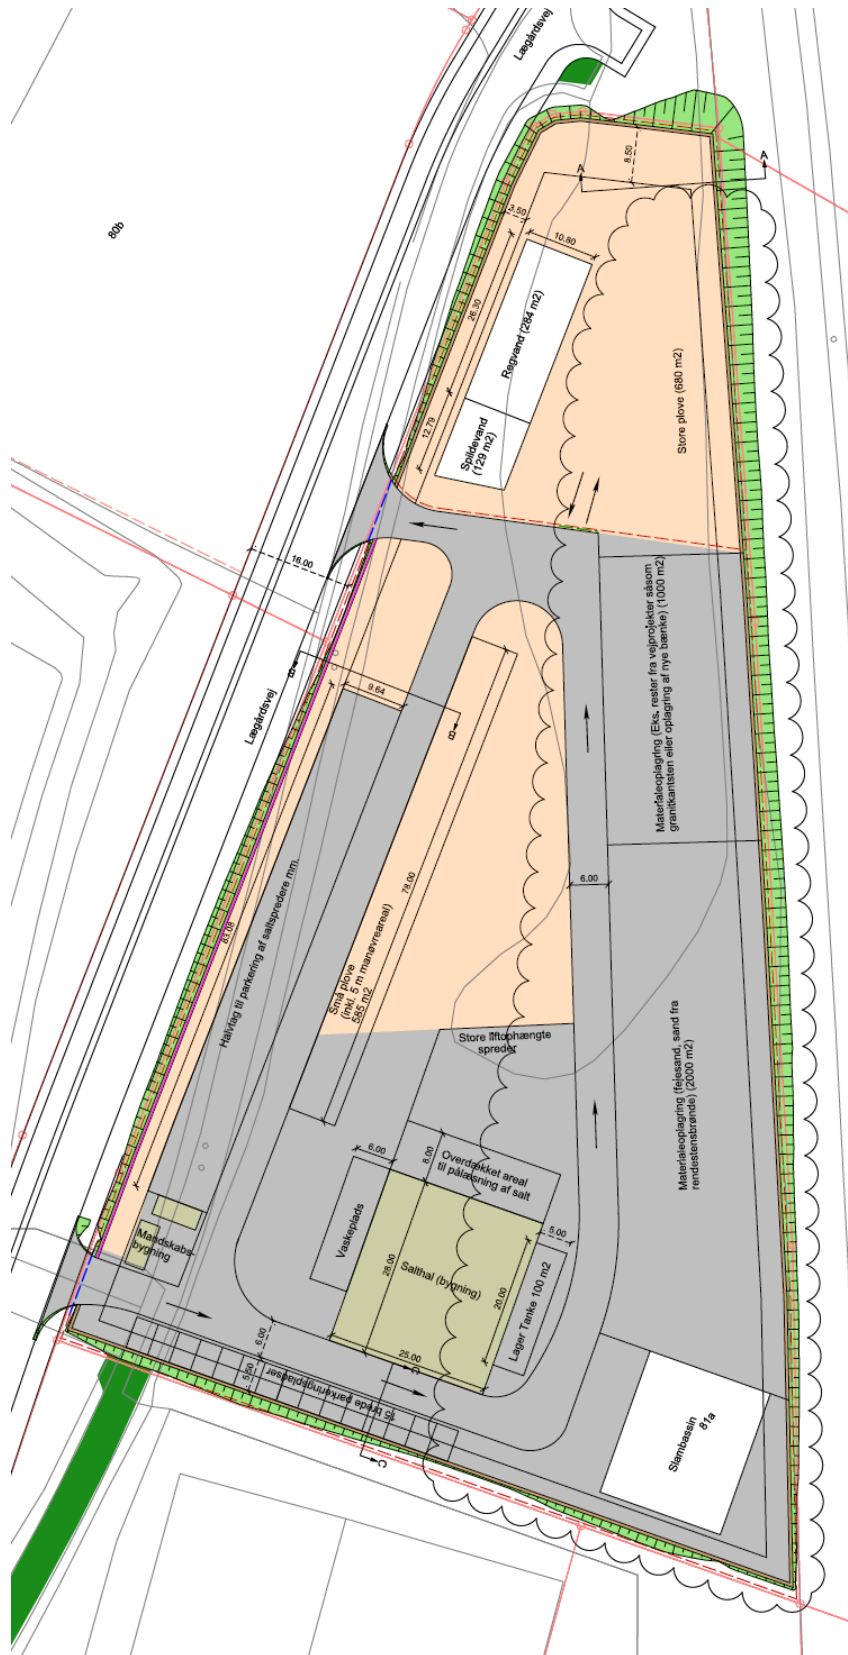 Lægårdsvej
80b
A
A
8.50
3.50
10.80
26.30
Regvand (284 m2)
12.79
Spildevand
(129 m2)
Store plove (680 m2)
16.00
Lægårdsvej
B
9.64
B
Materialeoplagring (Eks. rester fra vejprojekter såsom
granitkantsten eller oplagring af nye bænke) (1000 m2)
78.00
6.00
83.08
Halvtag til parkering af saltspredere mm.
Små plove
(inkl. 5 m manøvreareal)
585 m2
Store liftophængte
spreder
Materialeoplagring (fejesand, sand fra
rendestensbrønde) (2000 m2)
6.00
8.00
Overdækket areal
til pålæsning af salt
Vaskeplads
Mandskabs-
bygning
28.00
Salthal (bygning)
5.00
20.00
Lager Tanke 100 m2
6.00
5.50
25.00
C
15 brede parkeringspladser
C
Slambassin
81a